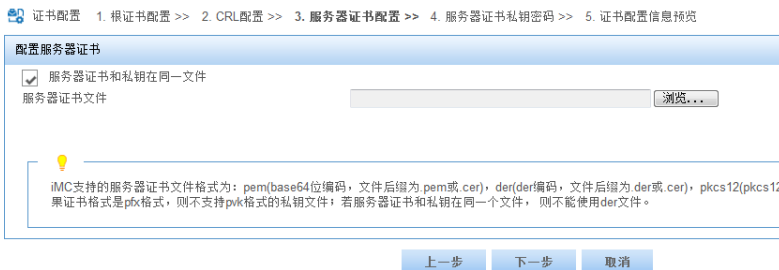 证书配置 1. 根证书配置 >> 2. CRL配置 >> 3. 服务器证书配置 >> 4. 服务器证书私钥密码 >> 5. 证书配置信息预览
配置服务器证书
服务器证书和私钥在同一文件
服务器证书文件 浏览...
iMC支持的服务器证书文件格式为：pem(base64位编码，文件后缀为.pem或.cer)，der(der编码，文件后缀为.der或.cer)，pkcs12(pkcs12
果证书格式是pfx格式，则不支持pvk格式的私钥文件；若服务器证书和私钥在同一个文件， 则不能使用der文件。
上一步 下一步 取消